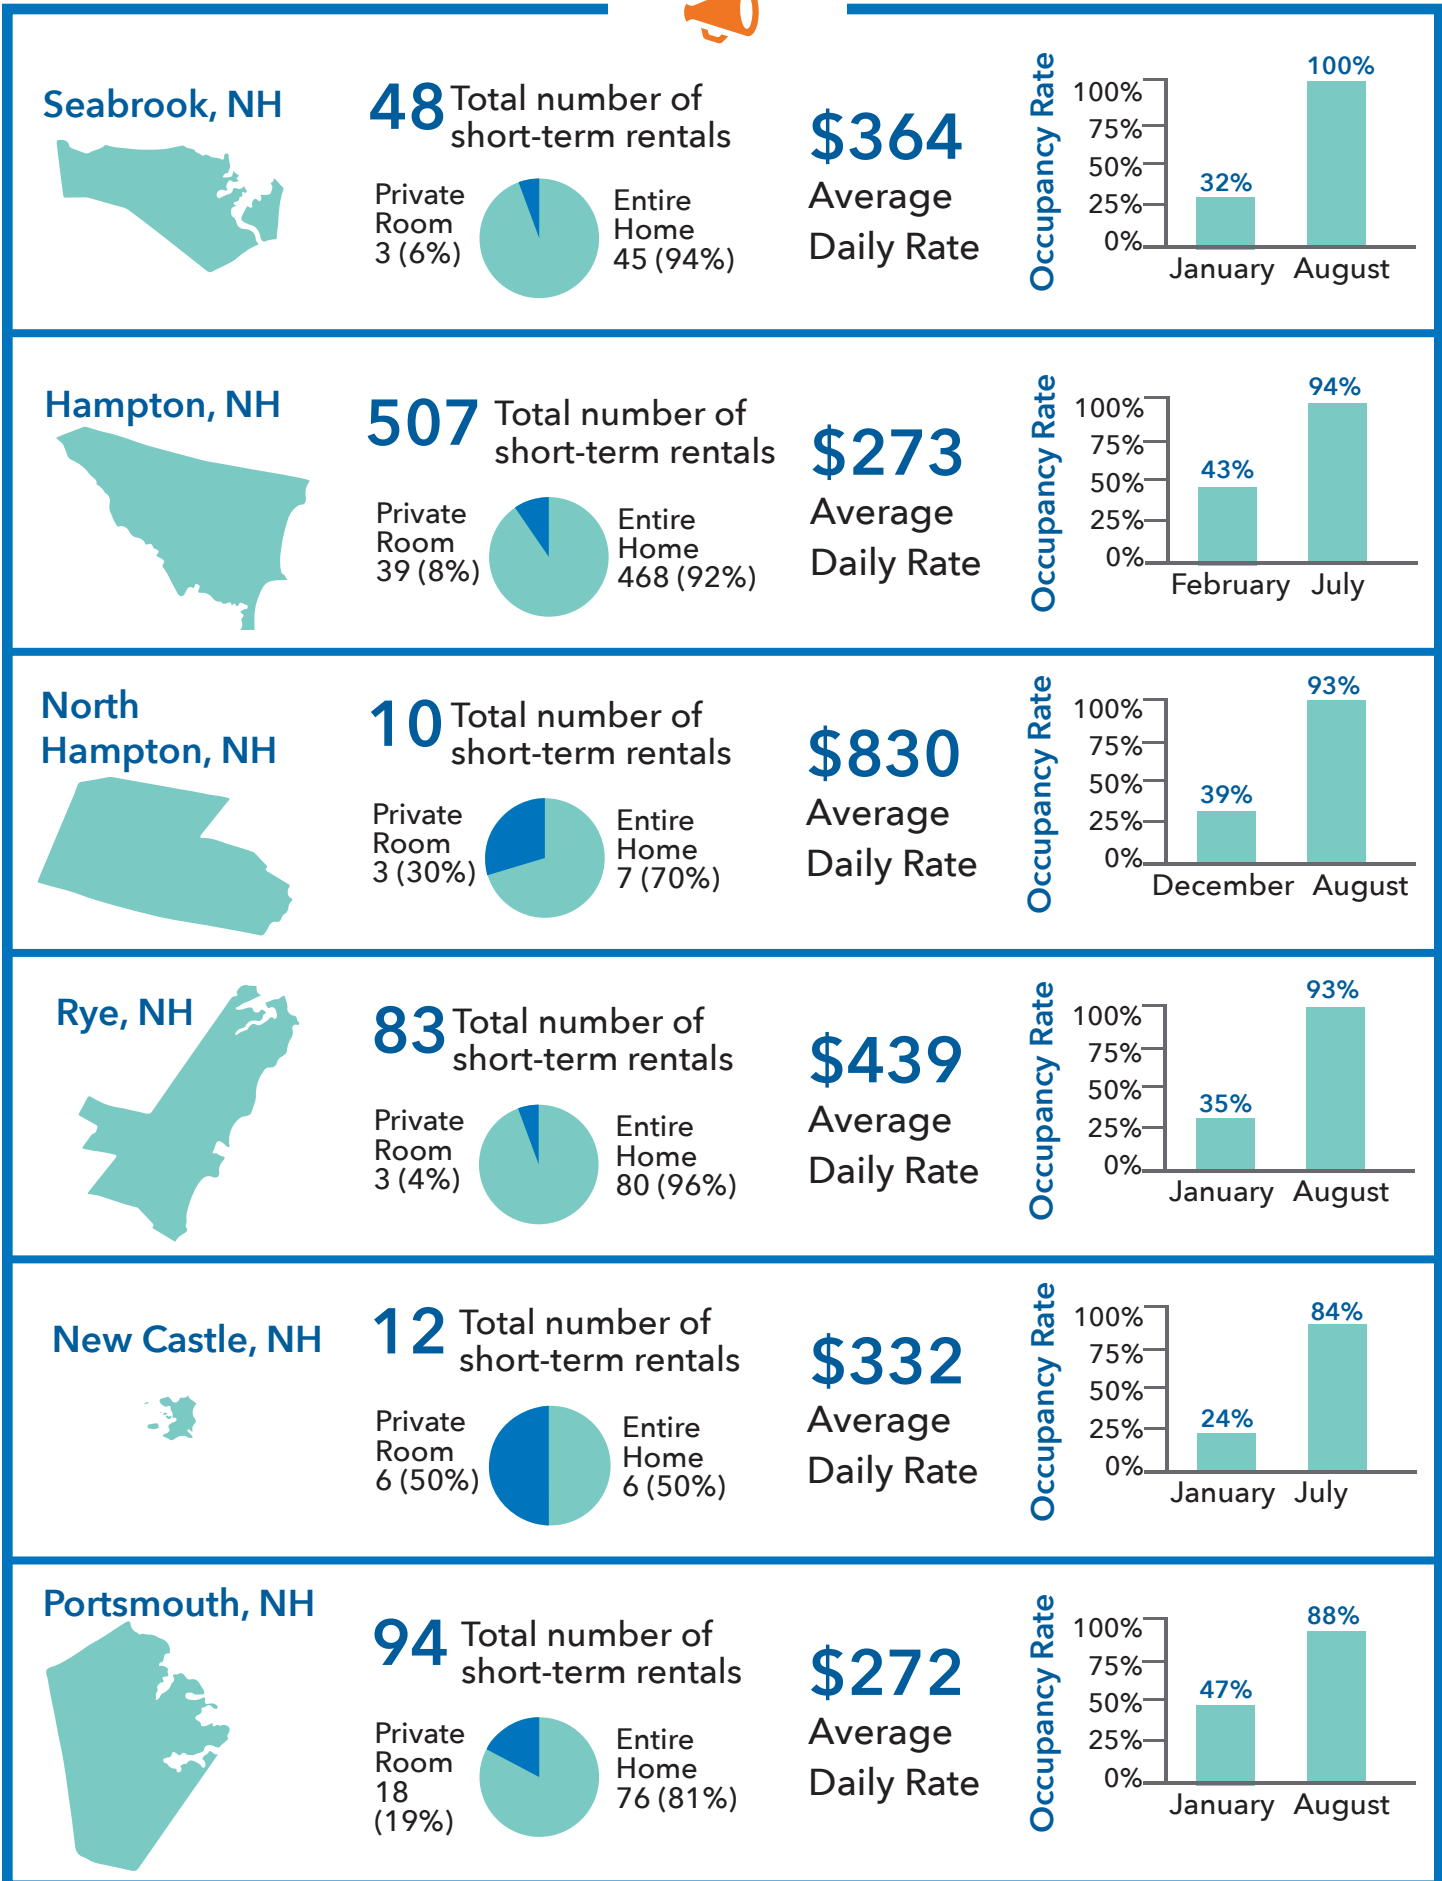 Seabrook, NH
48 Total number of
short-term rentals
Private
Room
3 (6%)
Entire
Home
45 (94%)
$364
Average
Daily Rate
Occupancy Rate
100%
75%
50%
25%
0%
32%
100%
January August
Hampton, NH
507 Total number of
short-term rentals
Private
Room
39 (8%)
Entire
Home
468 (92%)
$273
Average
Daily Rate
Occupancy Rate
100%
75%
50%
25%
0%
43%
94%
February July
North
Hampton, NH
10 Total number of
short-term rentals
Private
Room
3 (30%)
Entire
Home
7 (70%)
$830
Average
Daily Rate
Occupancy Rate
100%
75%
50%
25%
0%
39%
93%
December August
Rye, NH
83 Total number of
short-term rentals
Private
Room
3 (4%)
Entire
Home
80 (96%)
$439
Average
Daily Rate
Occupancy Rate
100%
75%
50%
25%
0%
35%
93%
January August
New Castle, NH
12 Total number of
short-term rentals
Private
Room
6 (50%)
Entire
Home
6 (50%)
$332
Average
Daily Rate
Occupancy Rate
100%
75%
50%
25%
0%
24%
84%
January July
Portsmouth, NH
94 Total number of
short-term rentals
Private
Room
18
(19%)
Entire
Home
76 (81%)
$272
Average
Daily Rate
Occupancy Rate
100%
75%
50%
25%
0%
47%
88%
January August